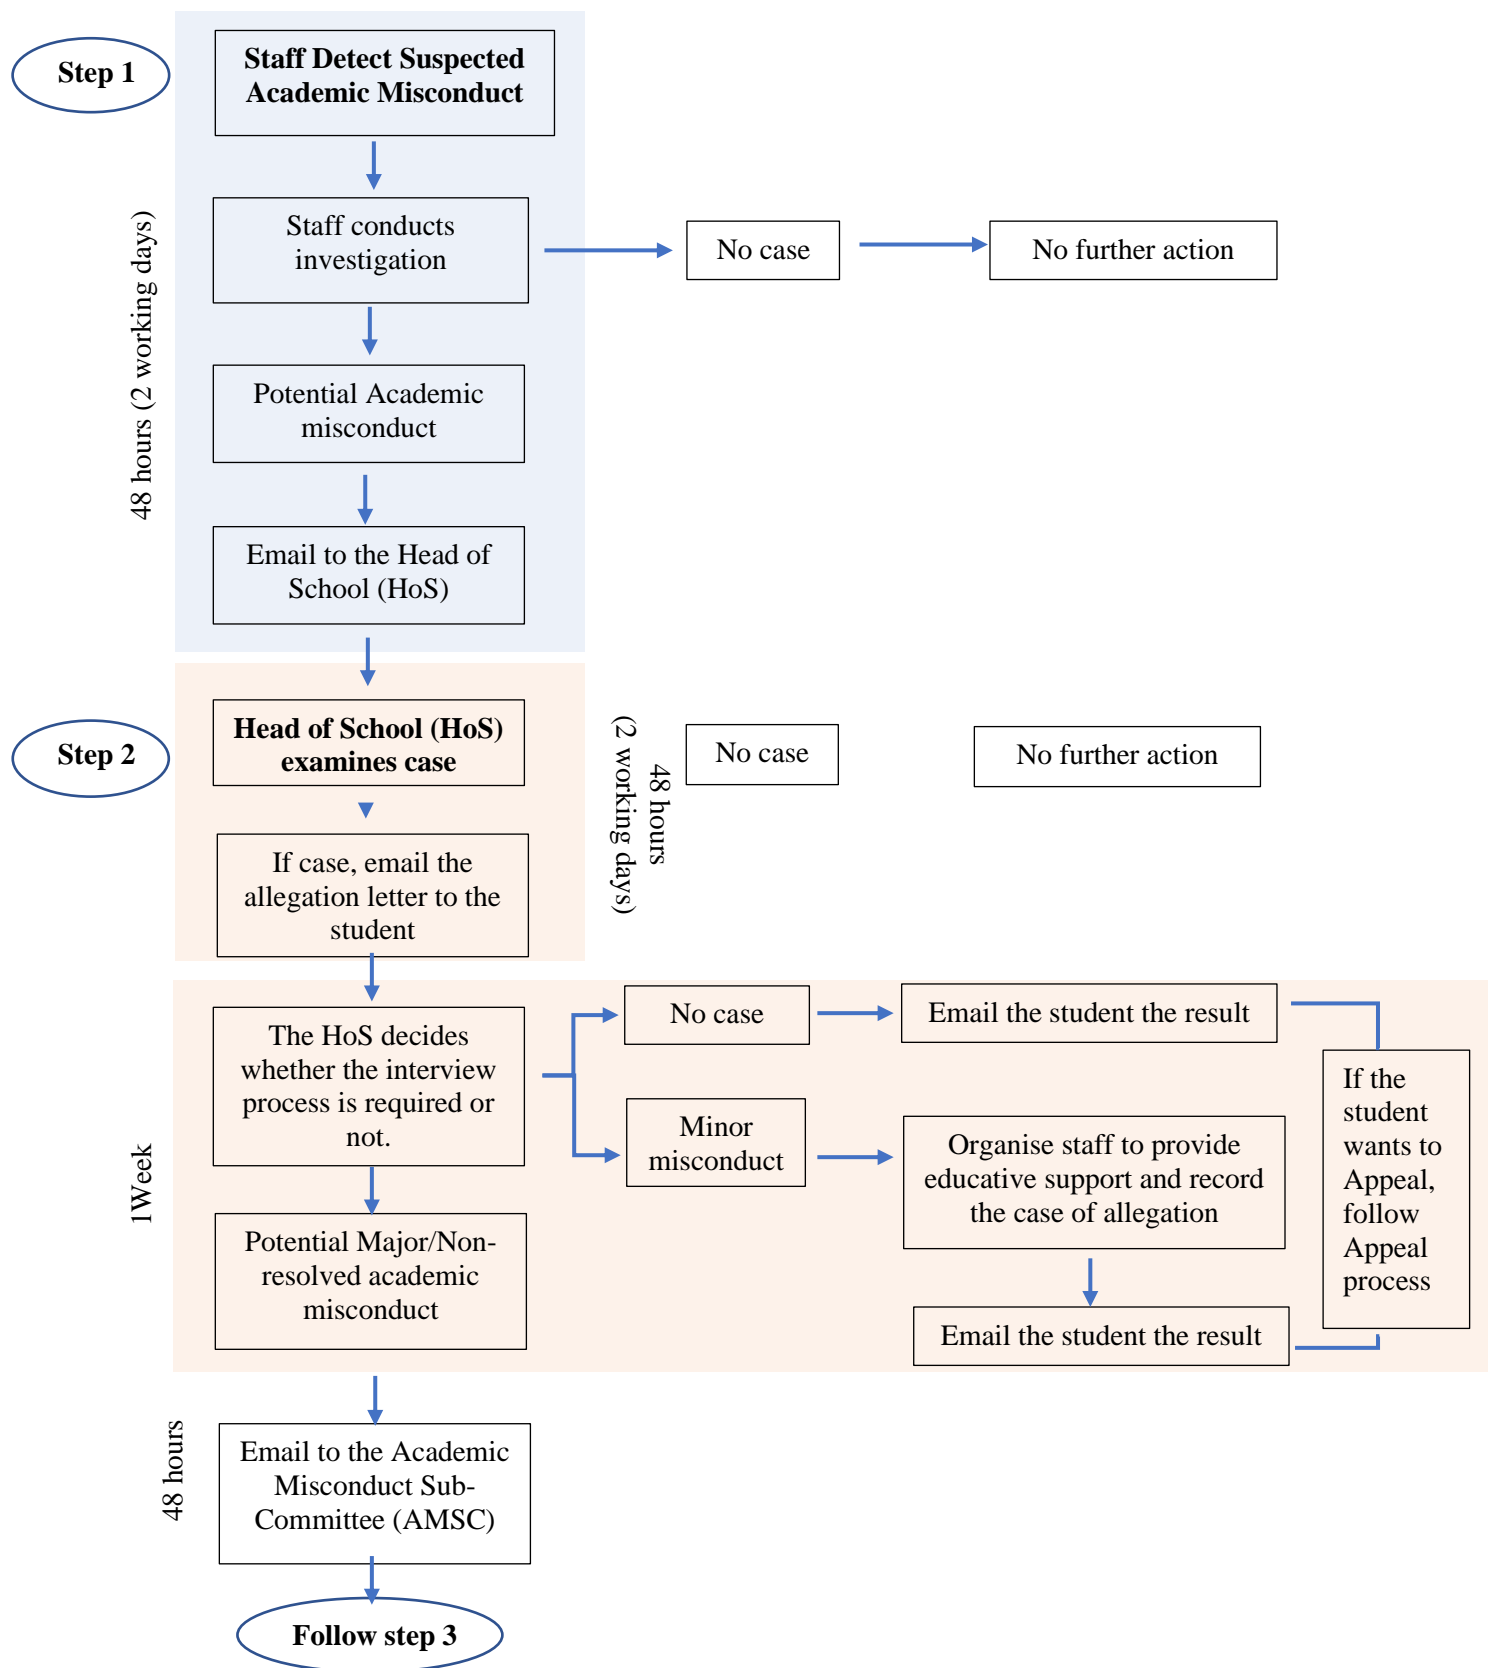 Step 1
Staff Detect Suspected
Academic Misconduct
48 hours (2 working days)
Staff conducts
investigation
No case
No further action
Potential Academic
misconduct
Email to the Head of
School (HoS)
Step 2
Head of School (HoS)
examines case
48 hours
(2 working days)
No case
No further action
If case, email the
allegation letter to the
student
1Week
The HoS decides
whether the interview
process is required or
not.
No case
Email the student the result
Minor
misconduct
Organise staff to provide
educative support and record
the case of allegation
Email the student the result
If the
student
wants to
Appeal,
follow
Appeal
process
Potential Major/Non-
resolved academic
misconduct
48 hours
Email to the Academic
Misconduct Sub-
Committee (AMSC)
Follow step 3